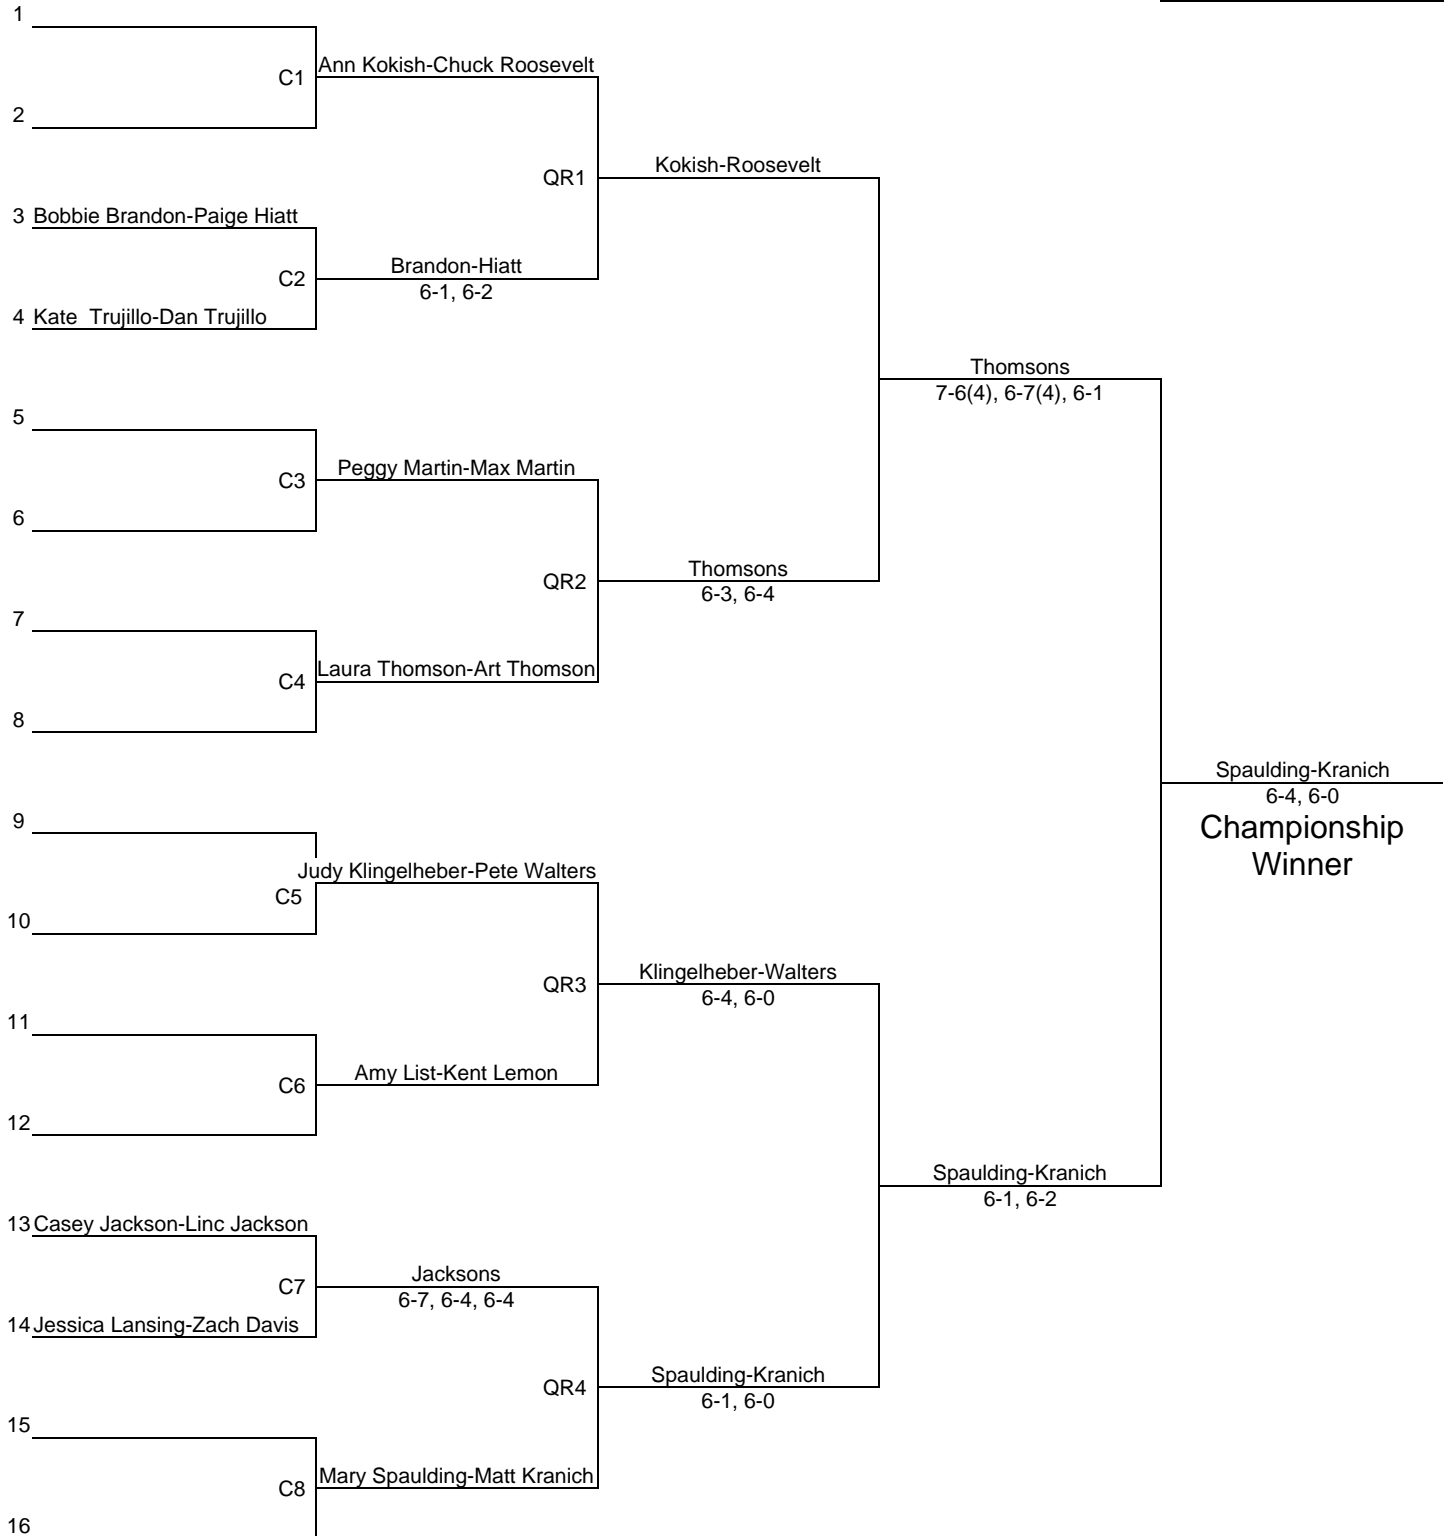 1
C1
Ann Kokish-Chuck Roosevelt
2
QR1
Kokish-Roosevelt
3 Bobbie Brandon-Paige Hiatt
C2
Brandon-Hiatt
6-1, 6-2
4 Kate  Trujillo-Dan Trujillo
Thomsons
7-6(4), 6-7(4), 6-1
5
C3
Peggy Martin-Max Martin
6
QR2
Thomsons
6-3, 6-4
7
C4
Laura Thomson-Art Thomson
8
Spaulding-Kranich
6-4, 6-0
Championship
Winner
9
Judy Klingelheber-Pete Walters
C5
10
QR3
Klingelheber-Walters
6-4, 6-0
11
C6
Amy List-Kent Lemon
12
Spaulding-Kranich
6-1, 6-2
13 Casey Jackson-Linc Jackson
C7
Jacksons
6-7, 6-4, 6-4
14 Jessica Lansing-Zach Davis
QR4
Spaulding-Kranich
6-1, 6-0
15
C8
Mary Spaulding-Matt Kranich
16